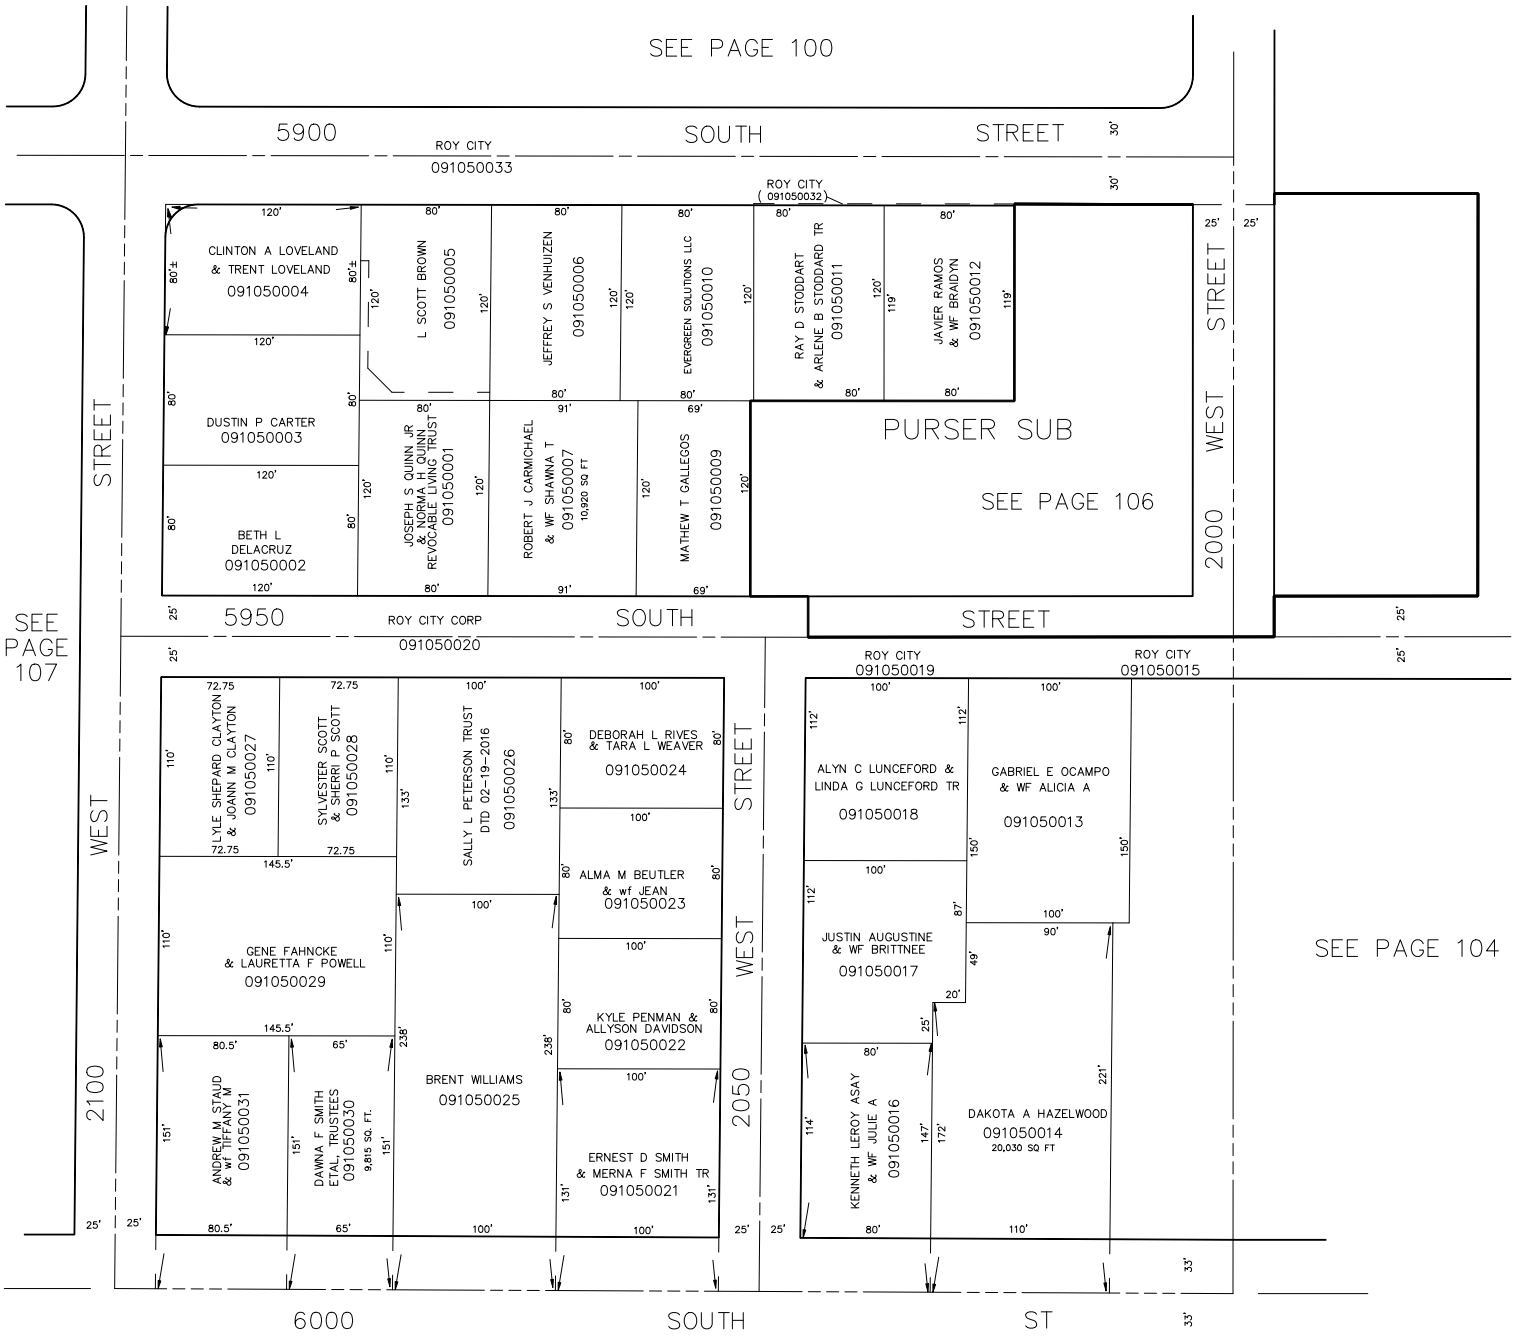 SEE PAGE 100
5900 SOUTH STREET
30'
ROY CITY
091050033
30'
ROY CITY
( 091050032)
120'
80'
80'
80'
80'
80'
25' 25'
CLINTON A LOVELAND
& TRENT LOVELAND
091050004
80'±
80'±
L SCOTT BROWN
091050005
120'
120'
JEFFREY S VENHUIZEN
091050006
120'
80'
EVERGREEN SOLUTIONS LLC
091050010
120'
120'
80'
RAY D STODDART
& ARLENE B STODDARD TR
091050011
120'
80'
JAVIER RAMOS
& WF BRAIDYN
091050012
119'
119'
80'
120'
DUSTIN P CARTER
091050003
80'
80'
120'
BETH L
DELACRUZ
091050002
80'
80'
120'
80'
JOSEPH S QUINN JR
& NORMA H QUINN
REVOCABLE LIVING TRUST
091050001
120'
120'
80'
91'
ROBERT J CARMICHAEL
& WF SHAWNA T
091050007
10,920 SQ FT
91'
69'
MATHEW T GALLEGOS
091050009
120'
120'
69'
PURSER SUB
SEE PAGE 106
2000 WEST STREET
SEE
PAGE
107
2100 WEST STREET
25'
5950 SOUTH STREET
ROY CITY CORP
091050020
25'
25'
25'
ROY CITY
091050019
ROY CITY
091050015
72.75
LYLE SHEPARD CLAYTON
& JOANN M CLAYTON
091050027
110'
110'
72.75
72.75
SYLVESTER SCOTT
& SHERRI P SCOTT
091050028
110'
72.75
100'
SALLY L PETERSON TRUST
DTD 02-19-2016
091050026
133'
133'
100'
DEBORAH L RIVES
& TARA L WEAVER
091050024
80'
80'
100'
ALMA M BEUTLER
& wf JEAN
091050023
80'
80'
100'
KYLE PENMAN &
ALLYSON DAVIDSON
091050022
80'
80'
100'
ERNEST D SMITH
& MERNA F SMITH TR
091050021
131'
131'
100'
145.5'
GENE FAHNCKE
& LAURETTA F POWELL
091050029
110'
110'
145.5'
80.5'
ANDREW M STAUD
& wf TIFFANY M
091050031
151'
80.5'
65'
DAWNA F SMITH
ETAL, TRUSTEES
091050030
9,815 SQ. FT.
151'
151'
65'
100'
BRENT WILLIAMS
091050025
238'
238'
100'
2050 WEST STREET
100'
ALYN C LUNCEFORD &
LINDA G LUNCEFORD TR
091050018
112'
112'
100'
GABRIEL E OCAMPO
& WF ALICIA A
091050013
150'
150'
100'
100'
JUSTIN AUGUSTINE
& WF BRITTNEE
091050017
112'
87'
49'
20'
25'
90'
80'
KENNETH LEROY ASAY
& WF JULIE A
091050016
114'
147'
80'
DAKOTA A HAZELWOOD
091050014
20,030 SQ FT
172'
221'
110'
SEE PAGE 104
25' 25'
25' 25'
33'
6000 SOUTH ST
33'